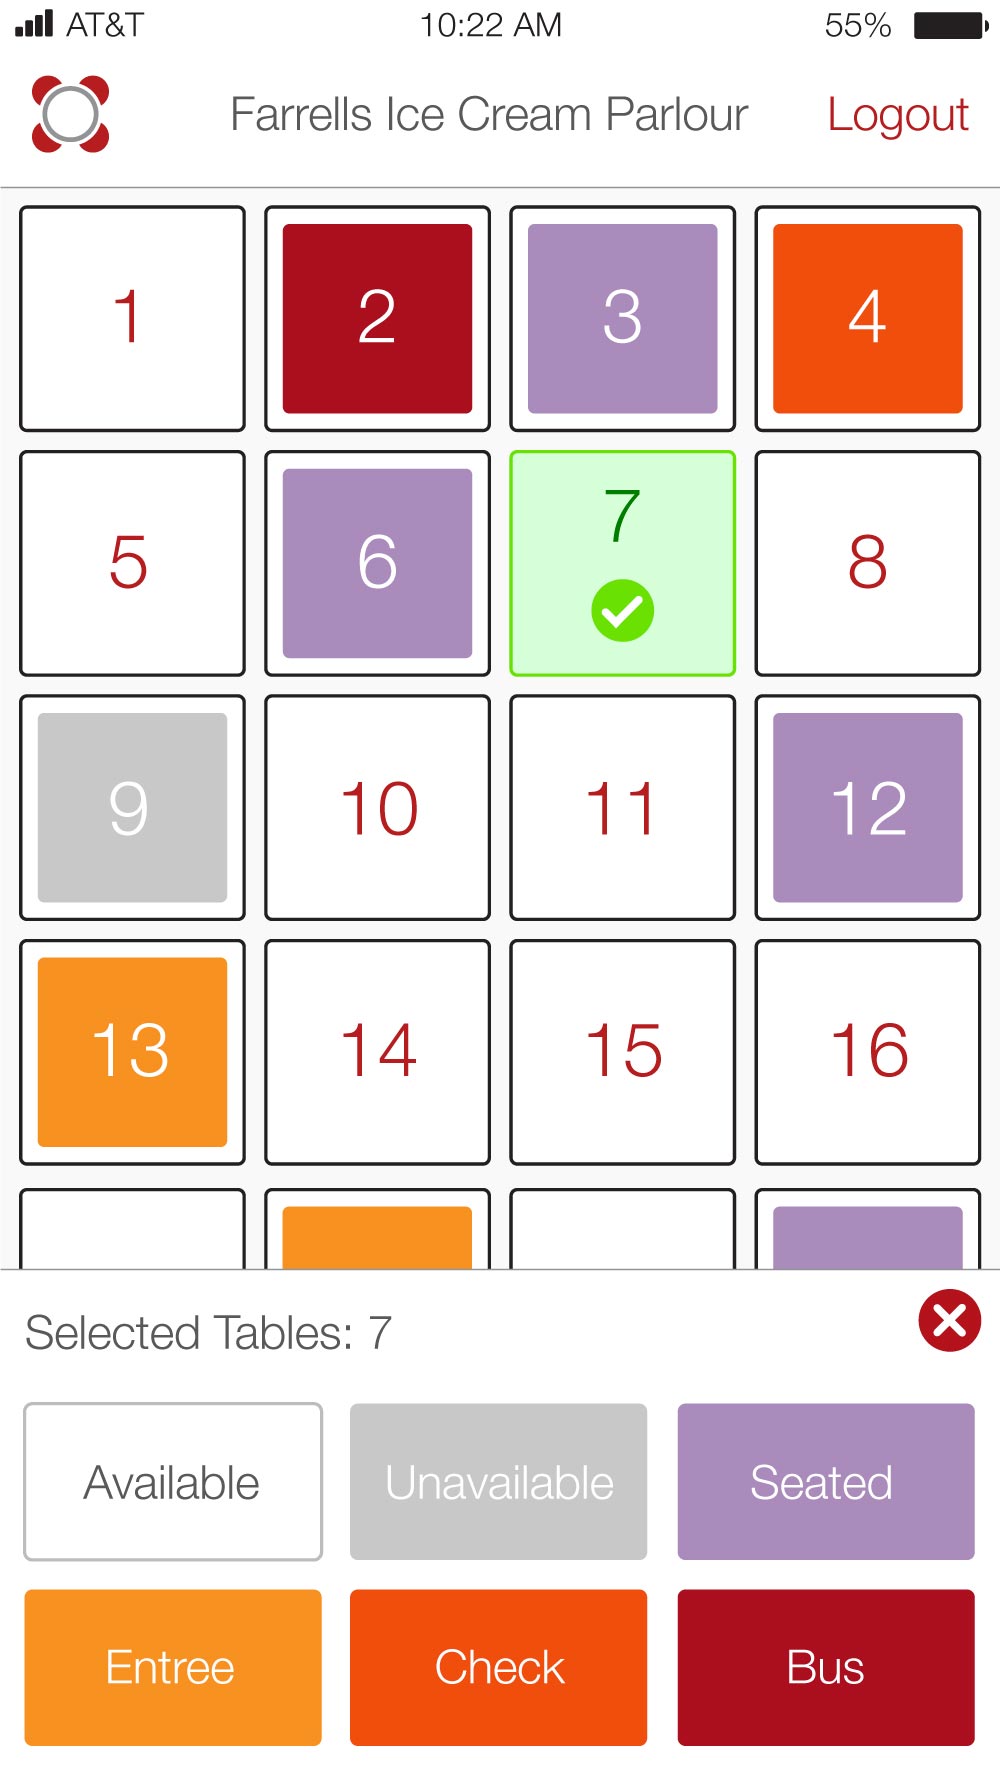 AT&T 10:22 AM 55%
Farrells Ice Cream Parlour Logout
1 2 3 4
5 6 7 8
9 10 11 12
13 14 15 16
Selected Tables: 7
Available Unavailable Seated
Entree Check Bus